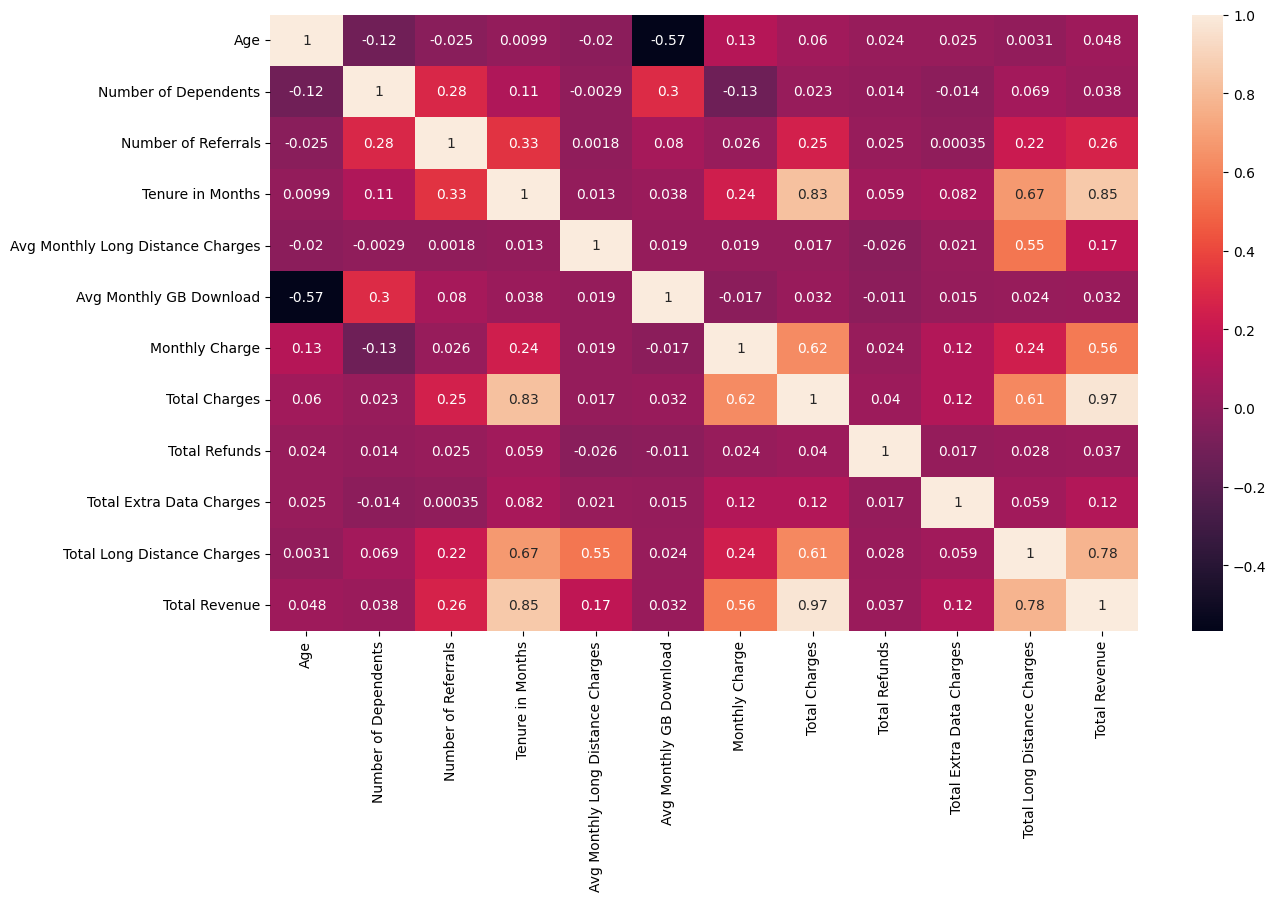 Age 1 -0.12 -0.025 0.0099 -0.02 -0.57 0.13 0.06 0.024 0.025 0.0031 0.048
Number of Dependents -0.12 1 0.28 0.11 -0.0029 0.3 -0.13 0.023 0.014 -0.014 0.069 0.038
Number of Referrals -0.025 0.28 1 0.33 0.0018 0.08 0.026 0.25 0.025 0.00035 0.22 0.26
Tenure in Months 0.0099 0.11 0.33 1 0.013 0.038 0.24 0.83 0.059 0.082 0.67 0.85
Avg Monthly Long Distance Charges -0.02 -0.0029 0.0018 0.013 1 0.019 0.019 0.017 -0.026 0.021 0.55 0.17
Avg Monthly GB Download -0.57 0.3 0.08 0.038 0.019 1 -0.017 0.032 -0.011 0.015 0.024 0.032
Monthly Charge 0.13 -0.13 0.026 0.24 0.019 -0.017 1 0.62 0.024 0.12 0.24 0.56
Total Charges 0.06 0.023 0.25 0.83 0.017 0.032 0.62 1 0.04 0.12 0.61 0.97
Total Refunds 0.024 0.014 0.025 0.059 -0.026 -0.011 0.024 0.04 1 0.017 0.028 0.037
Total Extra Data Charges 0.025 -0.014 0.00035 0.082 0.021 0.015 0.12 0.12 0.017 1 0.059 0.12
Total Long Distance Charges 0.0031 0.069 0.22 0.67 0.55 0.024 0.24 0.61 0.028 0.059 1 0.78
Total Revenue 0.048 0.038 0.26 0.85 0.17 0.032 0.56 0.97 0.037 0.12 0.78 1
Age
Number of Dependents
Number of Referrals
Tenure in Months
Avg Monthly Long Distance Charges
Avg Monthly GB Download
Monthly Charge
Total Charges
Total Refunds
Total Extra Data Charges
Total Long Distance Charges
Total Revenue
1.0
0.8
0.6
0.4
0.2
0.0
−0.2
−0.4